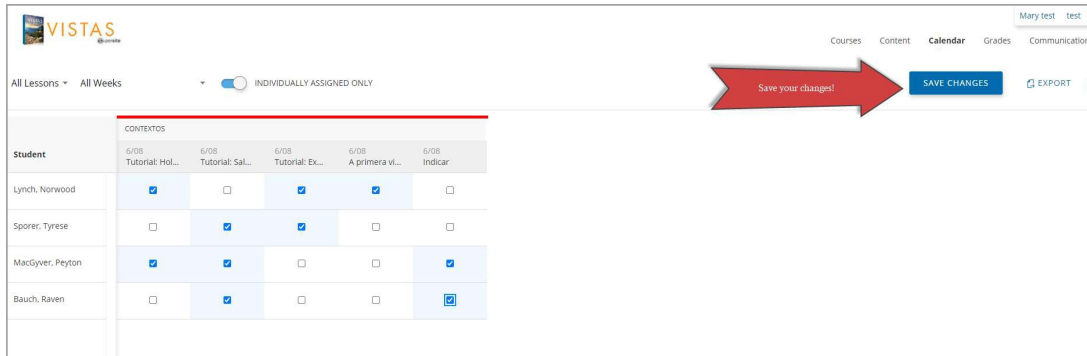 Mary test test
VISTAS
Courses Content Calendar Grades Communication
All Lessons All Weeks INDIVIDUALLY ASSIGNED ONLY Save your changes! SAVE CHANGES EXPORT
CONTEXTOS
Student
6/08 6/08 6/08 6/08 6/08
Tutorial: Hol... Tutorial: Sal... Tutorial: Ex... A primera vi... Indicar
Lynch, Norwood
Sporer, Tyrese
MacGyver, Peyton
Bauch, Raven